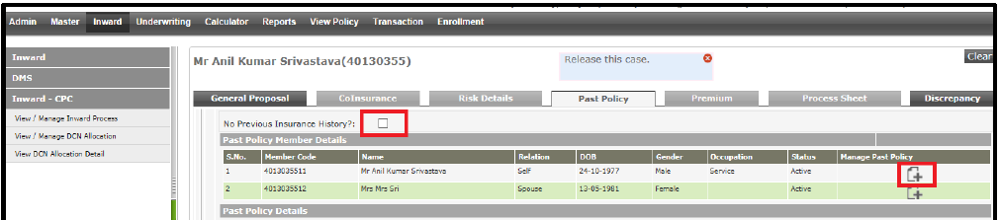 Admin Master Inward Underwriting Calculator Reports View Policy Transaction Enrollment
Inward
DMS
Inward - CPC
View / Manage Inward Process
View / Manage DCN Allocation
View DCN Allocation Detail
Mr Anil Kumar Srivastava(40130355)
Release this case.
Clear
General Proposal CoInsurance Risk Details Past Policy Premium Process Sheet Discrepancy
No Previous Insurance History?:
Past Policy Member Details
S.No. Member Code Name Relation DOB Gender Occupation Status Manage Past Policy
1 4013035511 Mr Anil Kumar Srivastava Self 24-10-1977 Male Service Active
2 4013035512 Mrs Mrs Sri Spouse 13-05-1981 Female Active
Past Policy Details